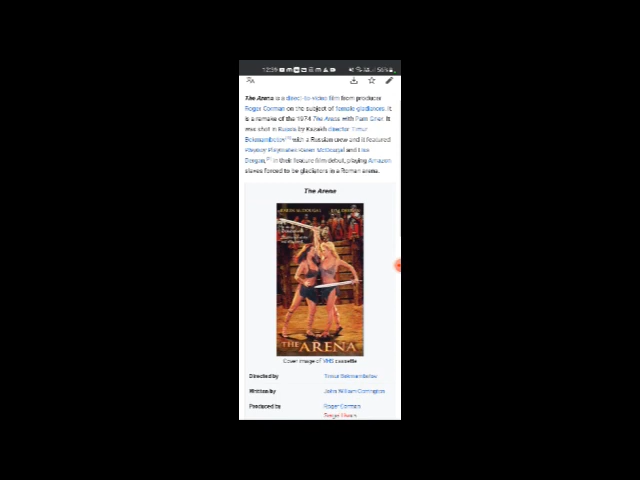 12:39
56%
The Arena is a direct-to-video film from producer
Roger Corman on the subject of female gladiators. It
is a remake of the 1974 The Arena with Pam Grier. It
was shot in Russia by Kazakh director Timur
Bekmambetov with a Russian crew and it featured
Playboy Playmates Karen McDougal and Lisa
Dergan, in their feature film debut, playing Amazon
slaves forced to be gladiators in a Roman arena.
The Arena
THE ARENA
Cover image of VHS cassette
Directed by Timur Bekmambetov
Written by John William Corrington
Produced by Roger Corman